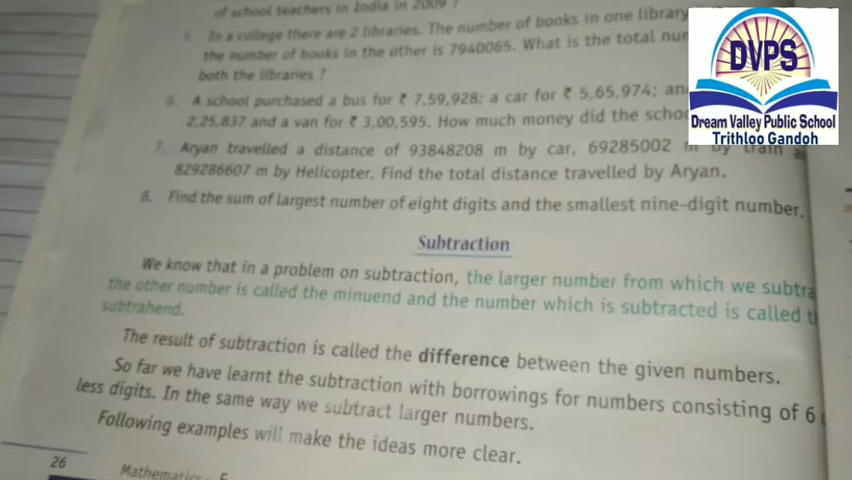 of school teachers in India in 2009 ?
5. In a college there are 2 libraries. The number of books in one library
the number of books in the other is 7940065. What is the total
both the libraries ?
6. A school purchased a bus for ₹ 7,59,928; a car for ₹ 5,65,974;
2,25,837 and a van for ₹ 3,00,595. How much money did the
7. Aryan travelled a distance of 93848208 m by car, 69285002 m by train
829286607 m by Helicopter. Find the total distance travelled by Aryan.
8. Find the sum of largest number of eight digits and the smallest nine-digit number.
Subtraction
We know that in a problem on subtraction, the larger number from which we
the other number is called the minuend and the number which is subtracted is called
subtrahend.
The result of subtraction is called the difference between the given numbers.
So far we have learnt the subtraction with borrowings for numbers consisting of 6
less digits. In the same way we subtract larger numbers.
Following examples will make the ideas more clear.
26
Mathematics - 5
DVPS
Dream Valley Public School
Trithloo Gandoh